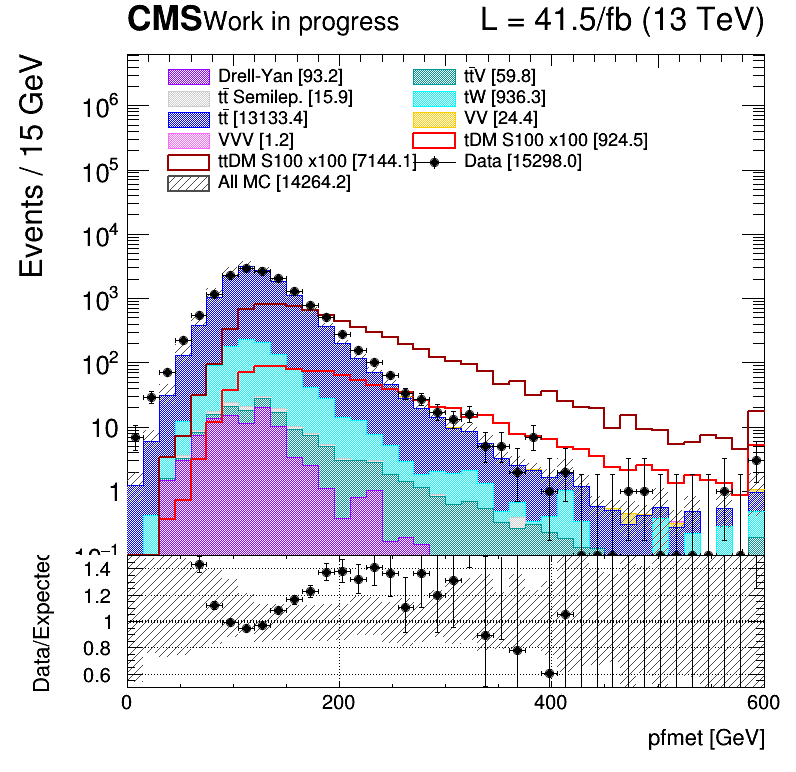 CMS Work in progress L = 41.5/fb (13 TeV)
Drell-Yan [93.2] tt̄V [59.8]
tt̄ Semilep. [15.9] tW [936.3]
tt̄ [13133.4] VV [24.4]
VVV [1.2] tDM S100 x100 [924.5]
ttDM S100 x100 [7144.1] Data [15298.0]
All MC [14264.2]
Events / 15 GeV
10⁶
10⁵
10⁴
10³
10²
10
1
10⁻¹
Data/Expected
1.4
1.2
1
0.8
0.6
0 200 400 600
pfmet [GeV]